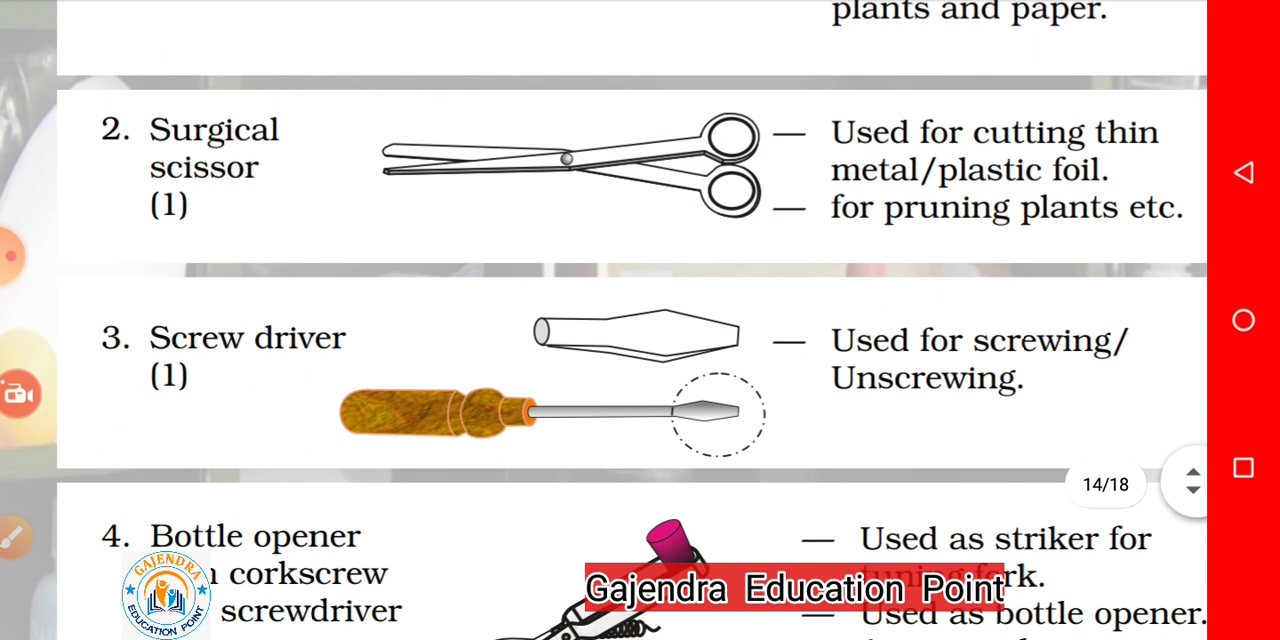 plants and paper.
2. Surgical scissor (1)
— Used for cutting thin
metal/plastic foil.
— for pruning plants etc.
3. Screw driver
(1)
— Used for screwing/
Unscrewing.
14/18
4. Bottle opener
corkscrew
screwdriver
— Used as striker for
tuning fork.
— Used as bottle opener.
GAJENDRA
EDUCATION POINT
Gajendra Education Point